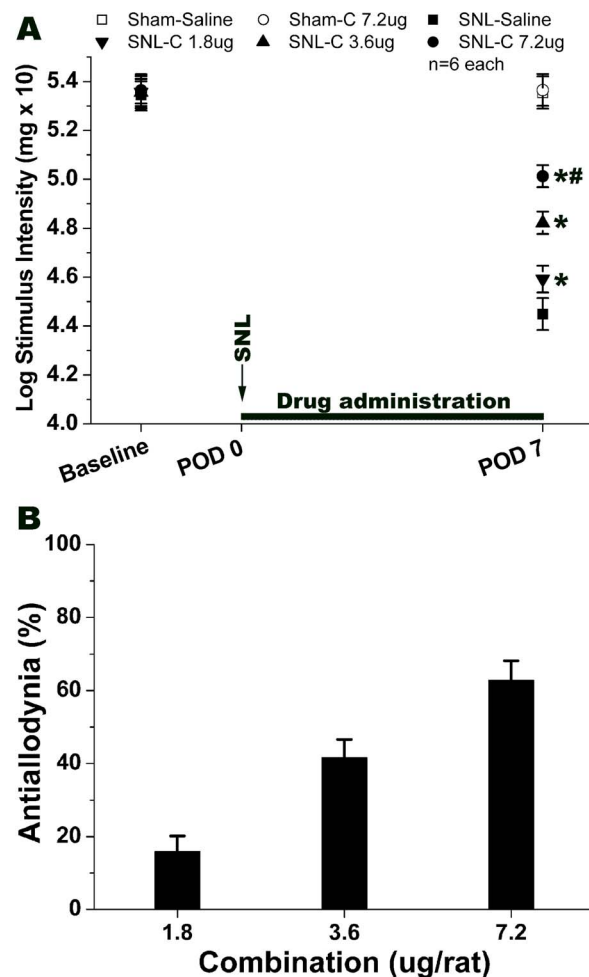 A
Sham-Saline Sham-C 7.2ug SNL-Saline
SNL-C 1.8ug SNL-C 3.6ug SNL-C 7.2ug
n=6 each
Log Stimulus Intensity (mg x 10)
5.4
5.2
5.0
4.8
4.6
4.4
4.2
4.0
*#
*
*
SNL
Drug administration
Baseline POD 0 POD 7
B
Antiallodynia (%)
100
80
60
40
20
0
1.8 3.6 7.2
Combination (ug/rat)